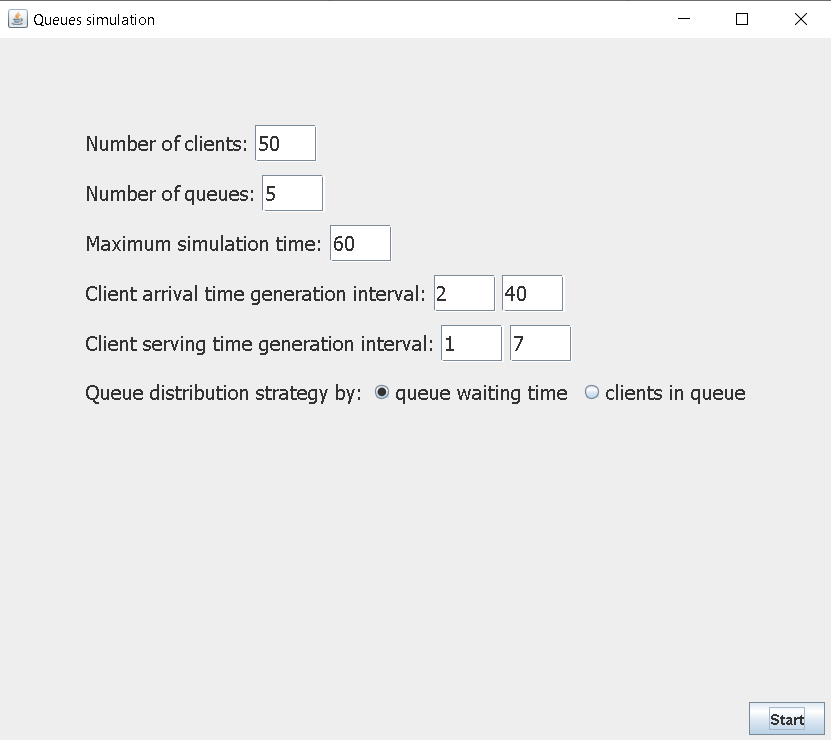 Queues simulation
Number of clients: 50
Number of queues: 5
Maximum simulation time: 60
Client arrival time generation interval: 2 40
Client serving time generation interval: 1 7
Queue distribution strategy by: queue waiting time clients in queue
Start